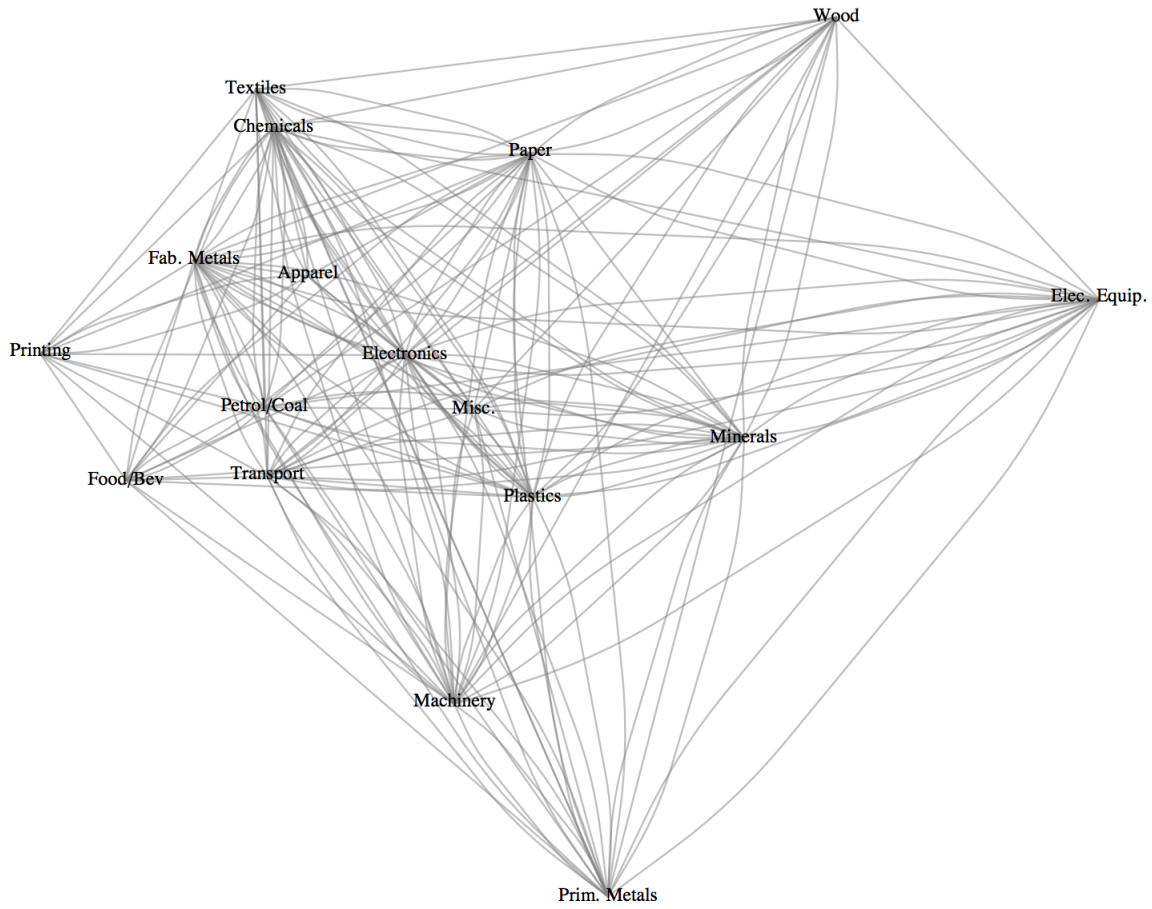 Wood
Textiles
Chemicals
Paper
Fab. Metals
Apparel
Elec. Equip.
Printing
Electronics
Petrol/Coal
Misc.
Minerals
Food/Bev
Transport
Plastics
Machinery
Prim. Metals